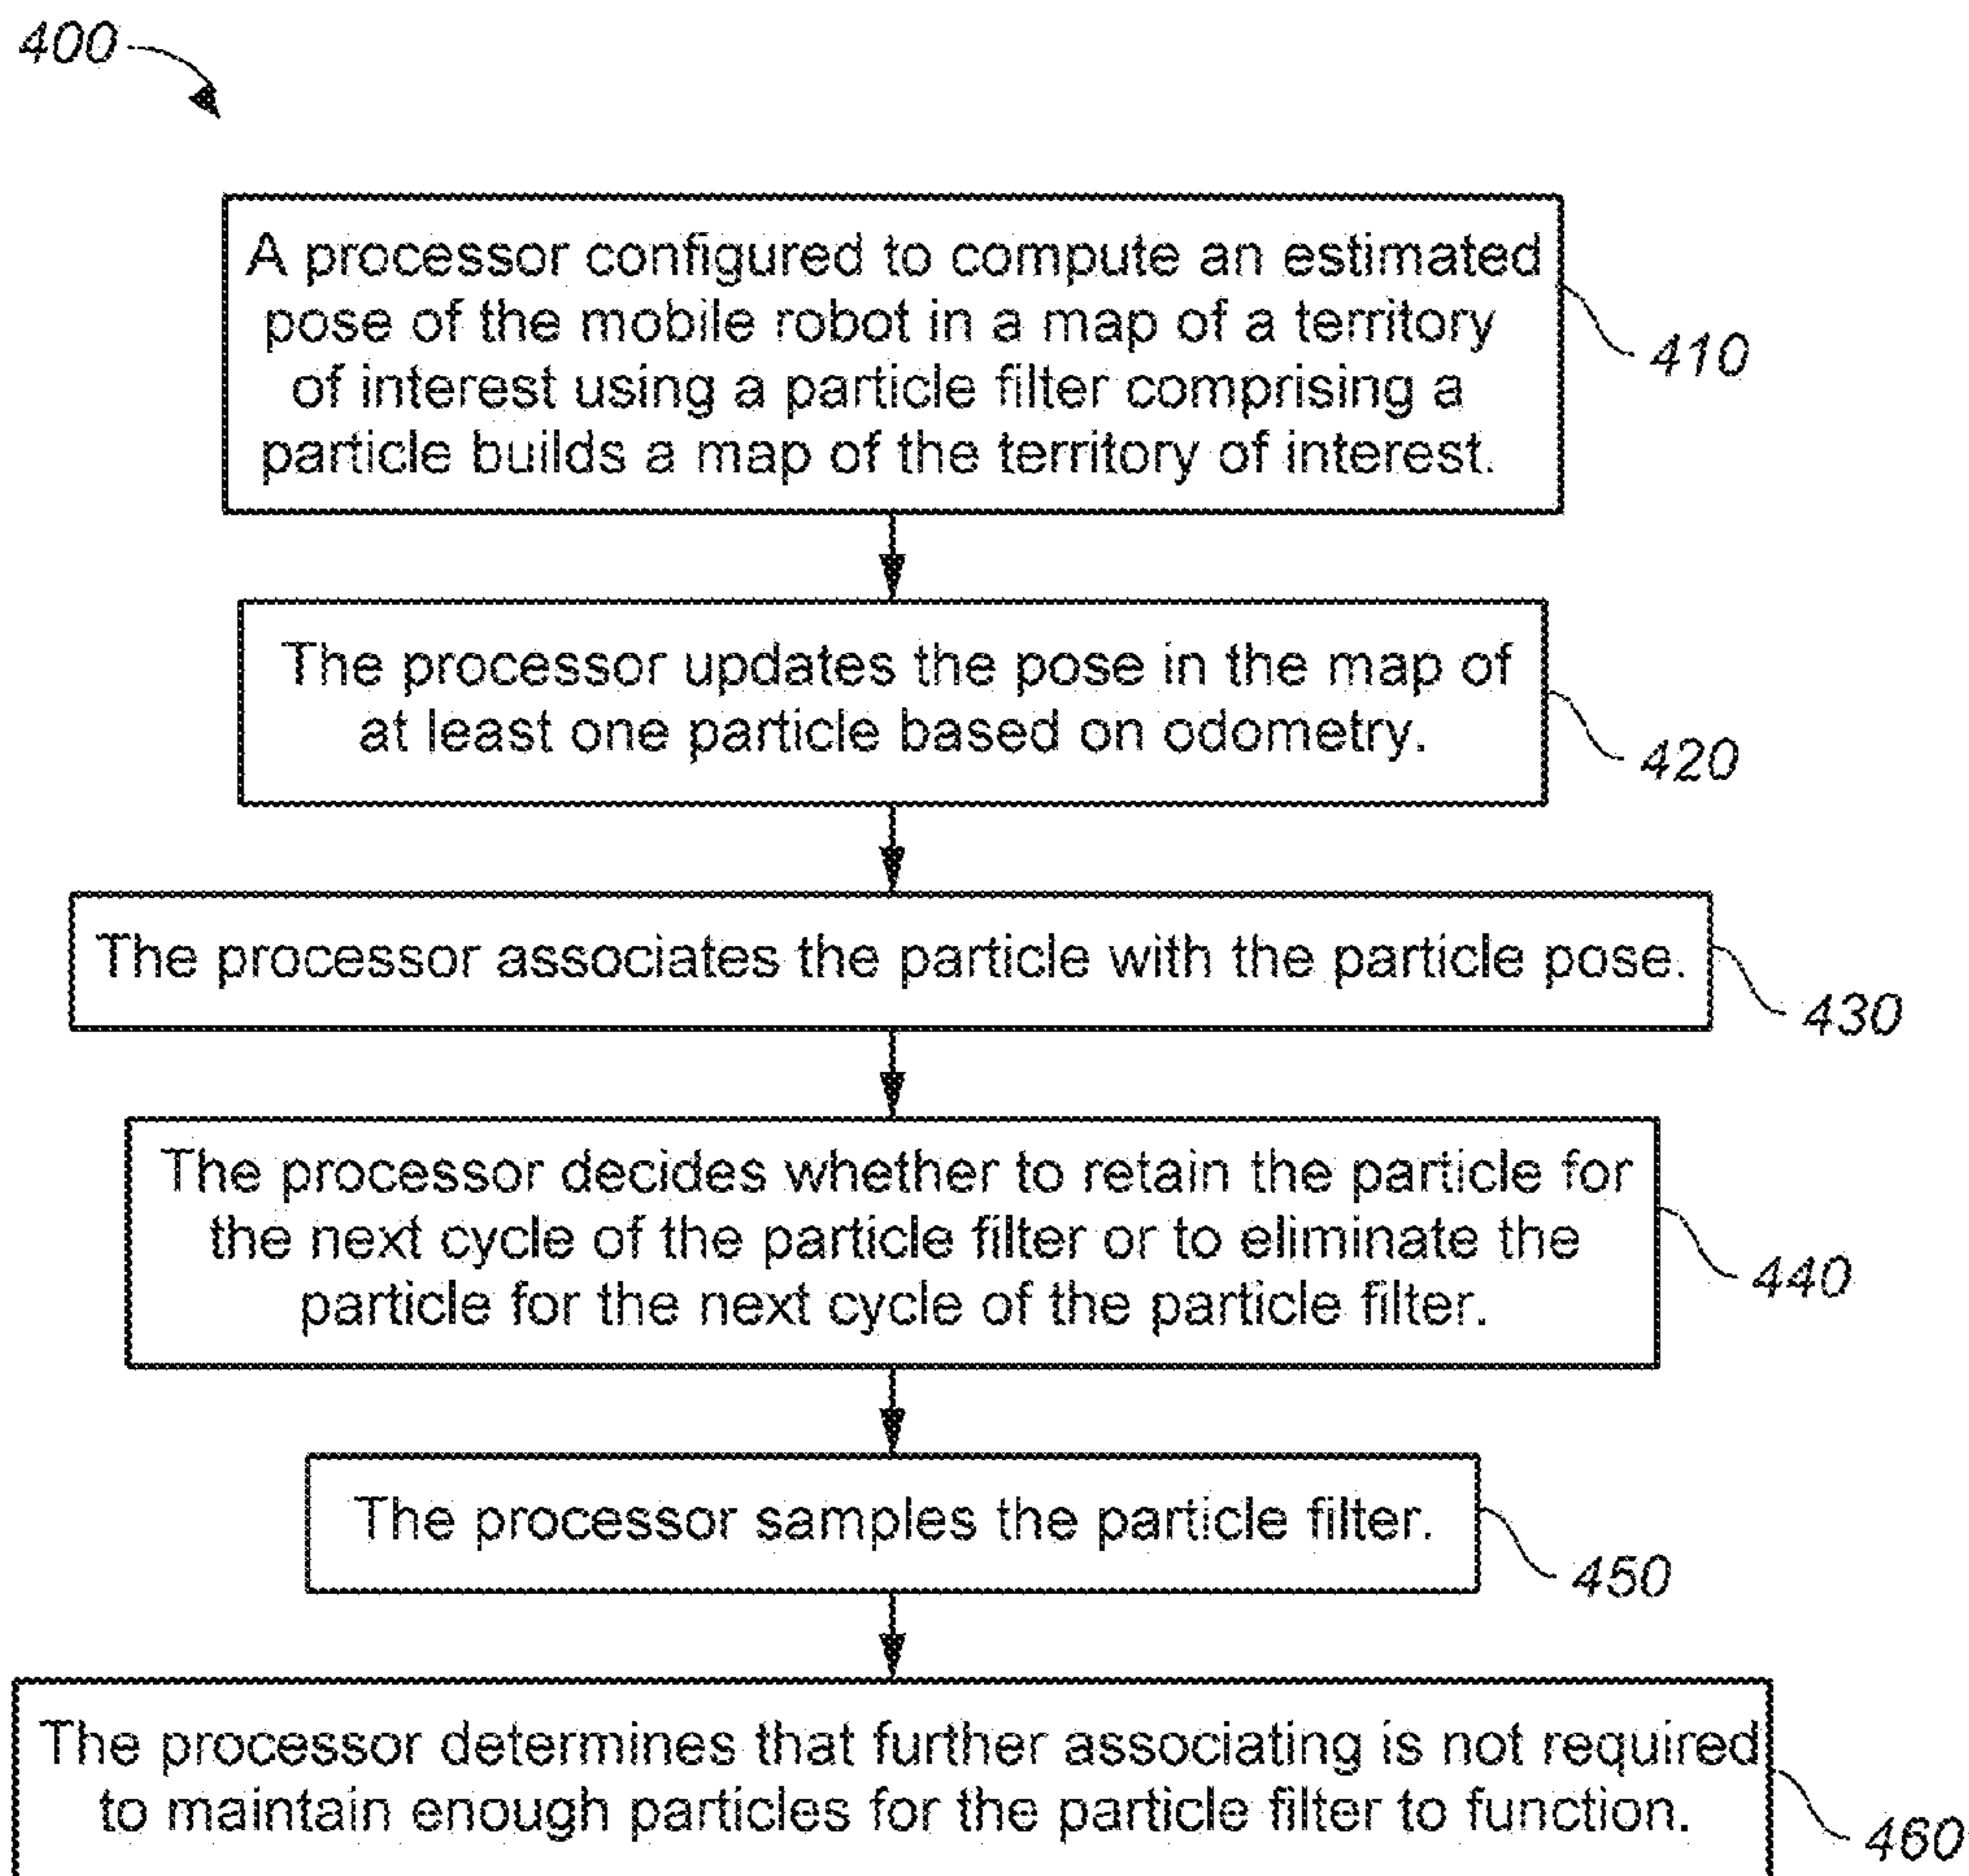 400
A processor configured to compute an estimated
pose of the mobile robot in a map of a territory
of interest using a particle filter comprising a
particle builds a map of the territory of interest.
410
The processor updates the pose in the map of
at least one particle based on odometry.
420
The processor associates the particle with the particle pose.
430
The processor decides whether to retain the particle for
the next cycle of the particle filter or to eliminate the
particle for the next cycle of the particle filter.
440
The processor samples the particle filter.
450
The processor determines that further associating is not required
to maintain enough particles for the particle filter to function.
460